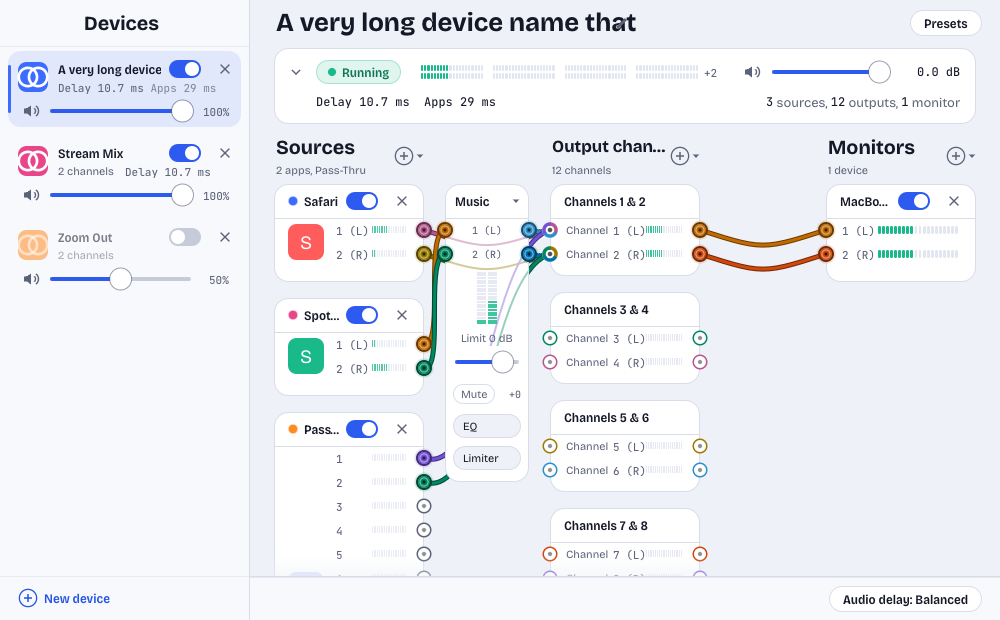 Devices
A very long device
Delay 10.7 ms Apps 29 ms
100%
Stream Mix
2 channels Delay 10.7 ms
100%
Zoom Out
2 channels
50%
New device
A very long device name that
Presets
Running
+2
0.0 dB
Delay 10.7 ms Apps 29 ms
3 sources, 12 outputs, 1 monitor
Sources
2 apps, Pass-Thru
Safari
S
1 (L)
2 (R)
Spot...
S
1 (L)
2 (R)
Pass...
1
2
3
4
5
Music
1 (L)
2 (R)
Limit 0 dB
Mute +0
EQ
Limiter
Output chan...
12 channels
Channels 1 & 2
Channel 1 (L)
Channel 2 (R)
Channels 3 & 4
Channel 3 (L)
Channel 4 (R)
Channels 5 & 6
Channel 5 (L)
Channel 6 (R)
Channels 7 & 8
Channel 7 (L)
Monitors
1 device
MacBo...
1 (L)
2 (R)
Audio delay: Balanced